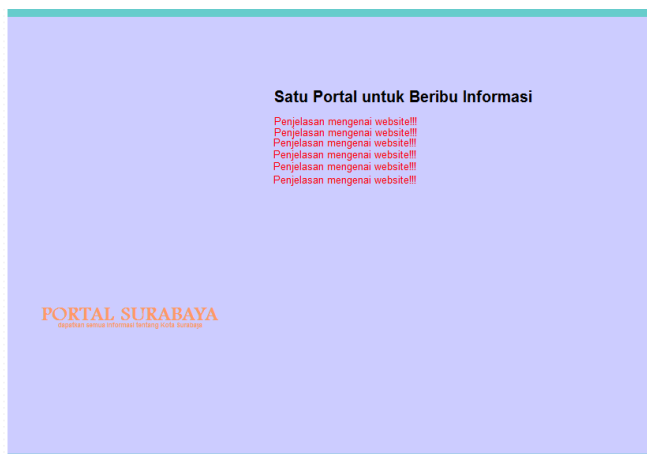 Satu Portal untuk Beribu Informasi
Penjelasan mengenai website!!!
Penjelasan mengenai website!!!
Penjelasan mengenai website!!!
Penjelasan mengenai website!!!
Penjelasan mengenai website!!!
Penjelasan mengenai website!!!
PORTAL SURABAYA
dapatkan semua informasi tentang kota Surabaya